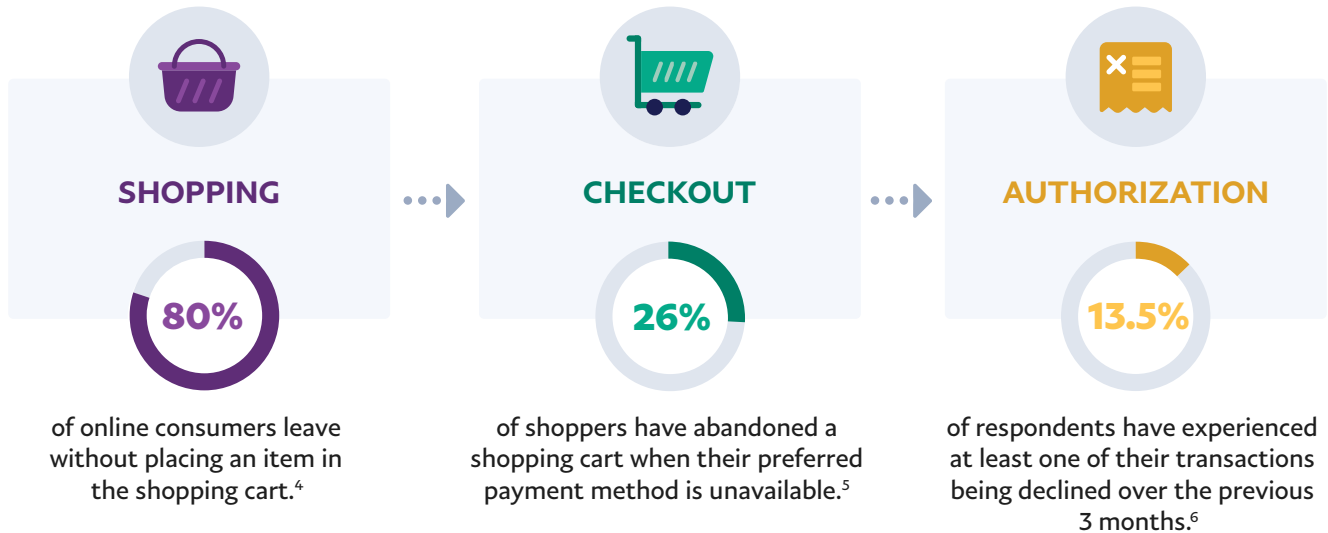 SHOPPING
80%
of online consumers leave
without placing an item in
the shopping cart.⁴
CHECKOUT
26%
of shoppers have abandoned a
shopping cart when their preferred
payment method is unavailable.⁵
AUTHORIZATION
13.5%
of respondents have experienced
at least one of their transactions
being declined over the previous
3 months.⁶